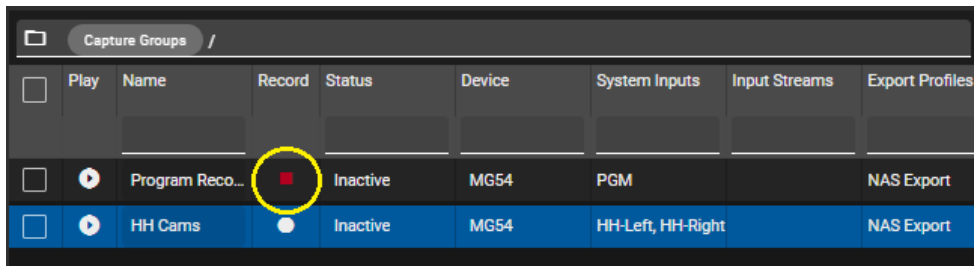 Capture Groups /
Play Name Record Status Device System Inputs Input Streams Export Profiles
Program Reco... Inactive MG54 PGM NAS Export
HH Cams Inactive MG54 HH-Left, HH-Right NAS Export